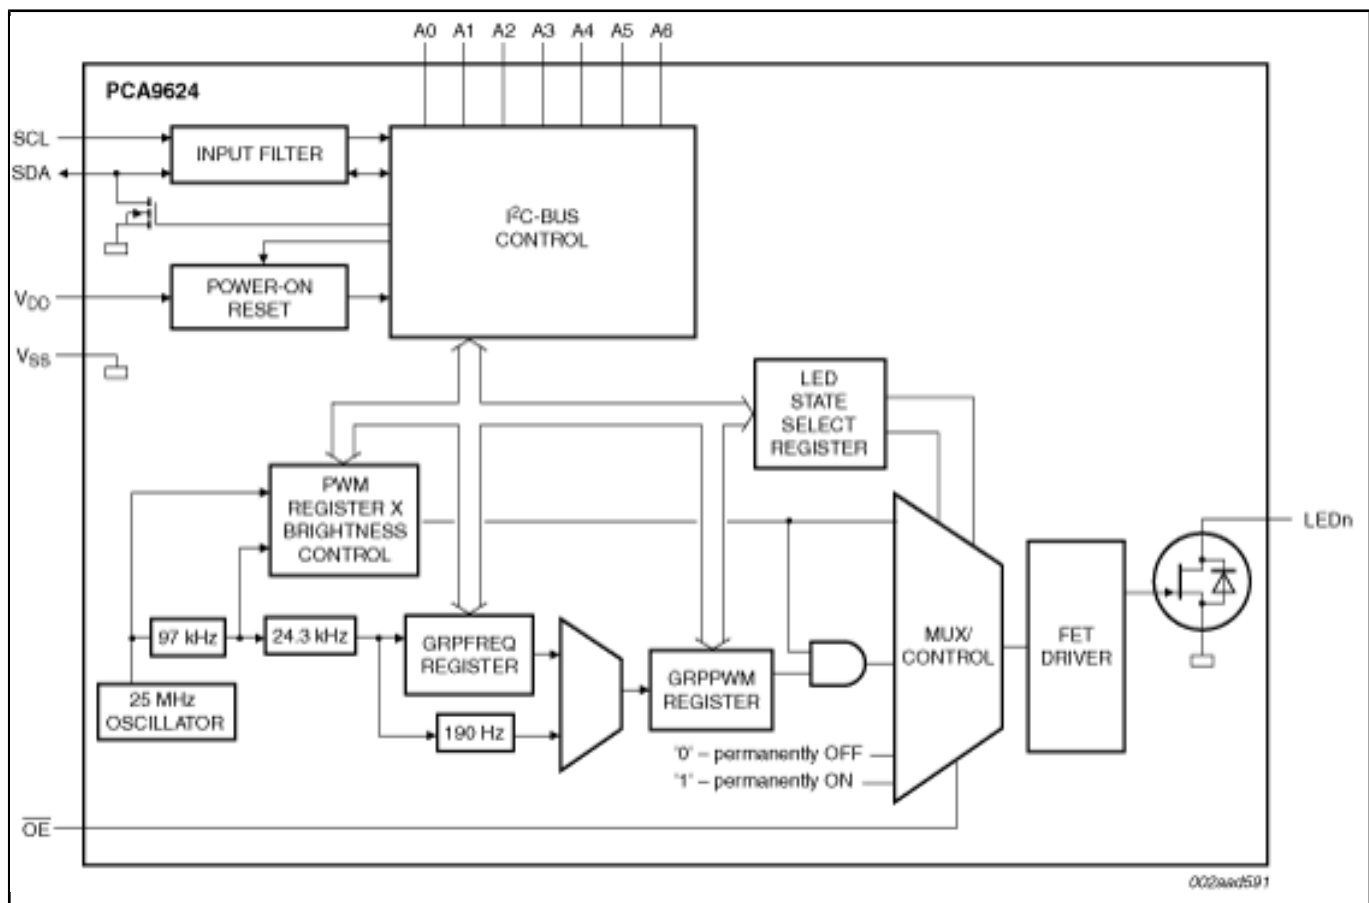 A0 A1 A2 A3 A4 A5 A6
PCA9624
SCL
SDA
INPUT FILTER
I²C-BUS
CONTROL
POWER-ON
RESET
VDD
VSS
LED
STATE
SELECT
REGISTER
PWM
REGISTER X
BRIGHTNESS
CONTROL
LEDn
97 kHz
24.3 kHz
GRPFREQ
REGISTER
MUX/
CONTROL
FET
DRIVER
GRPPWM
REGISTER
25 MHz
OSCILLATOR
190 Hz
'0' – permanently OFF
'1' – permanently ON
O̅E̅
002aad591